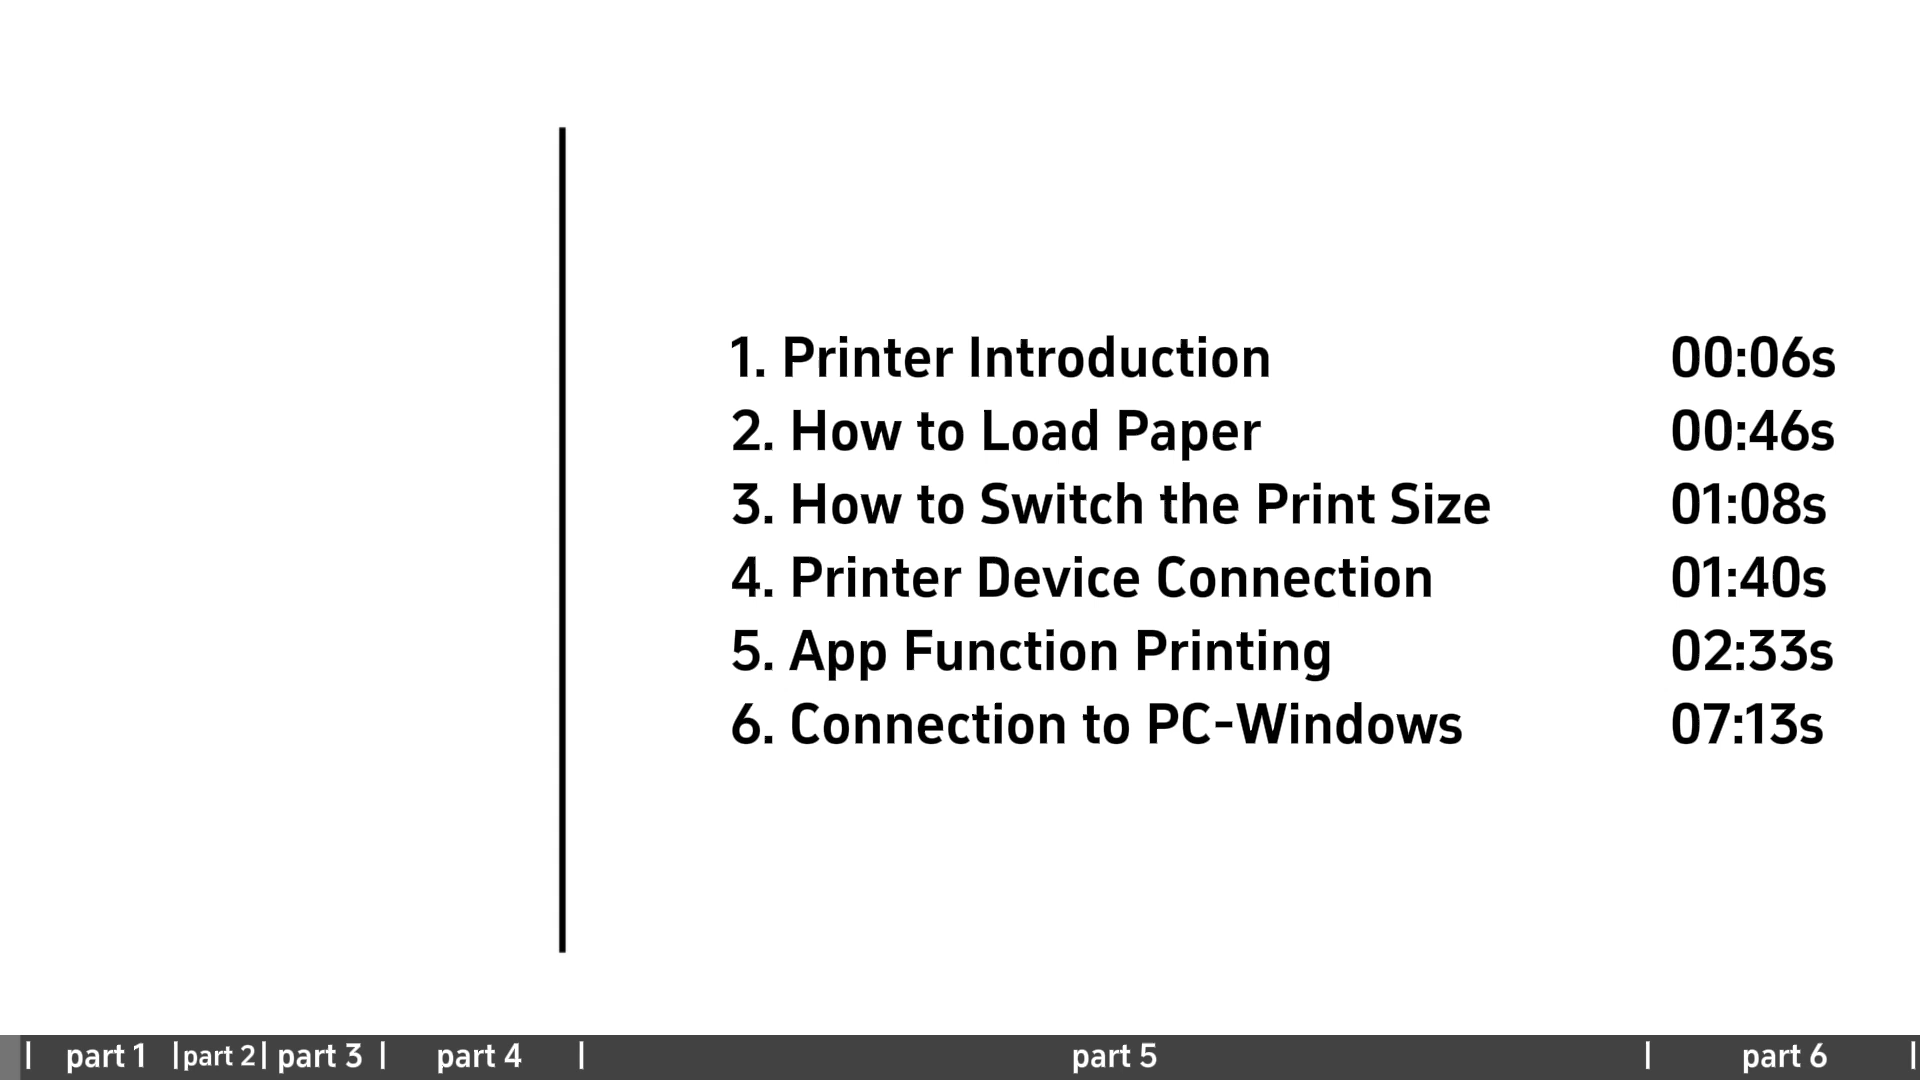 1. Printer Introduction 00:06s
2. How to Load Paper 00:46s
3. How to Switch the Print Size 01:08s
4. Printer Device Connection 01:40s
5. App Function Printing 02:33s
6. Connection to PC-Windows 07:13s
| part 1 | part 2 | part 3 | part 4 | part 5 | part 6 |